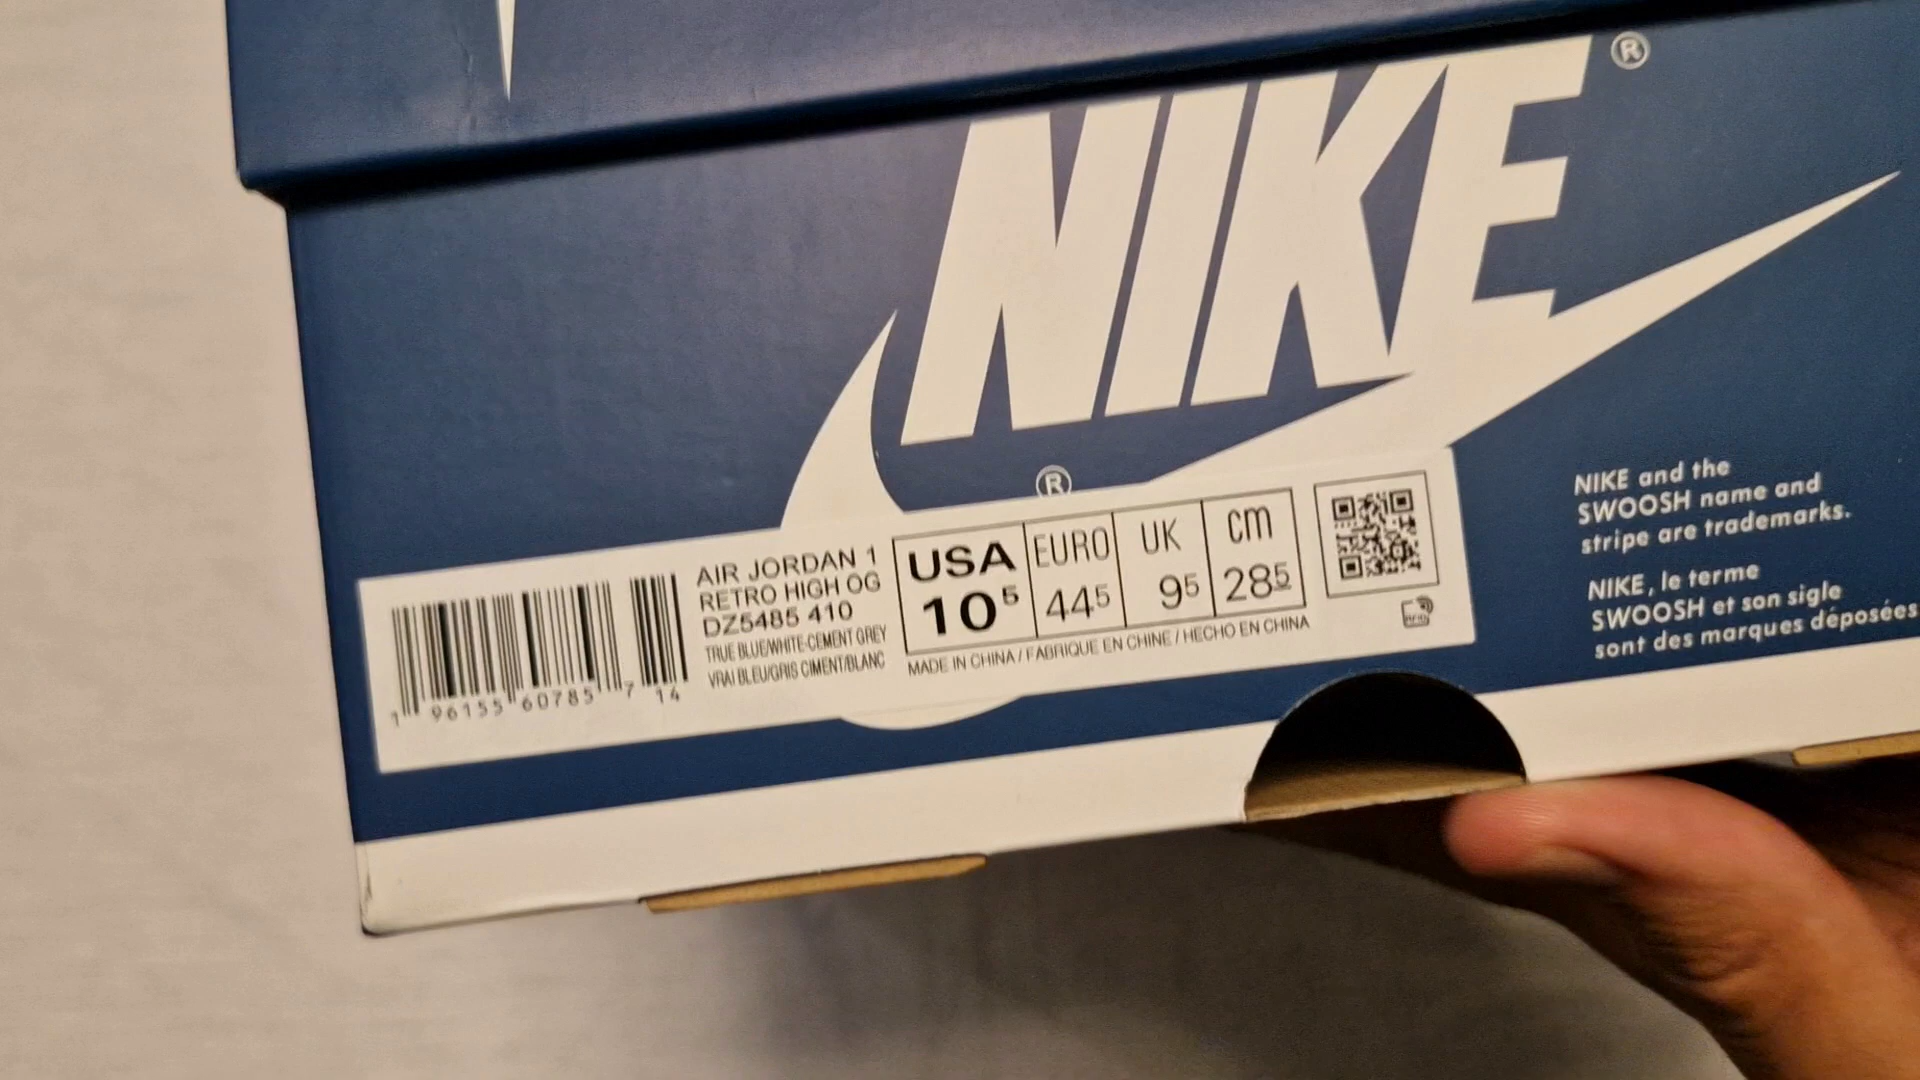 NIKE ®
®
AIR JORDAN 1
RETRO HIGH OG
DZ5485 410
TRUE BLUE/WHITE-CEMENT GREY
VRAI BLEU/GRIS CIMENT/BLANC
USA EURO UK cm
10⁵ 44⁵ 9⁵ 28⁵
MADE IN CHINA / FABRIQUE EN CHINE / HECHO EN CHINA
1 96155 60785 7 14
RFID
NIKE and the
SWOOSH name and
stripe are trademarks.
NIKE, le terme
SWOOSH et son sigle
sont des marques déposées